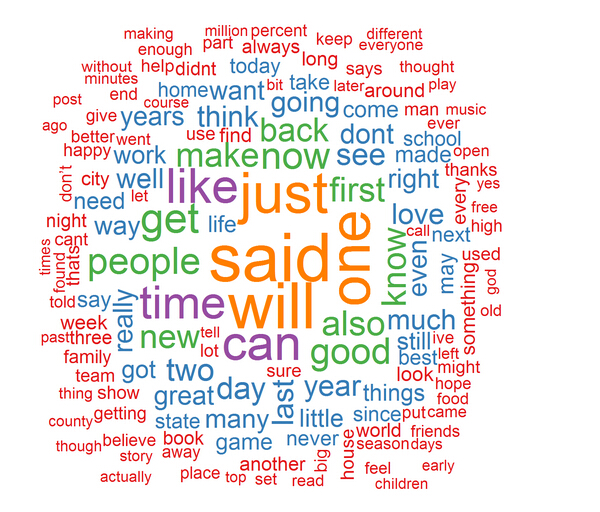 making
million percent
enough part always keep different
everyone
without help didnt today long says thought
minutes home want bit take later around play
post end course going come man music
ago give years think back dont school ever
better went use find
happy work make now see made open
don't city well like just first right thanks
need let yes
night way get life one love call next every free
cant high
times found thats people said know even may used god
told say really time will something old
week new tell can also much
past three lot good still ive
family got two sure best left
team look might
thing show great day last year things hope
food
county getting state many little since put came
though believe book game never world friends
story away another big house season days
actually place top set read feel early
children